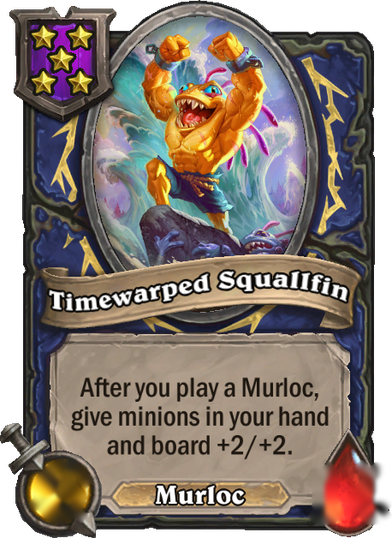 Timewarped Squallfin
After you play a Murloc,
give minions in your hand
and board +2/+2.
Murloc